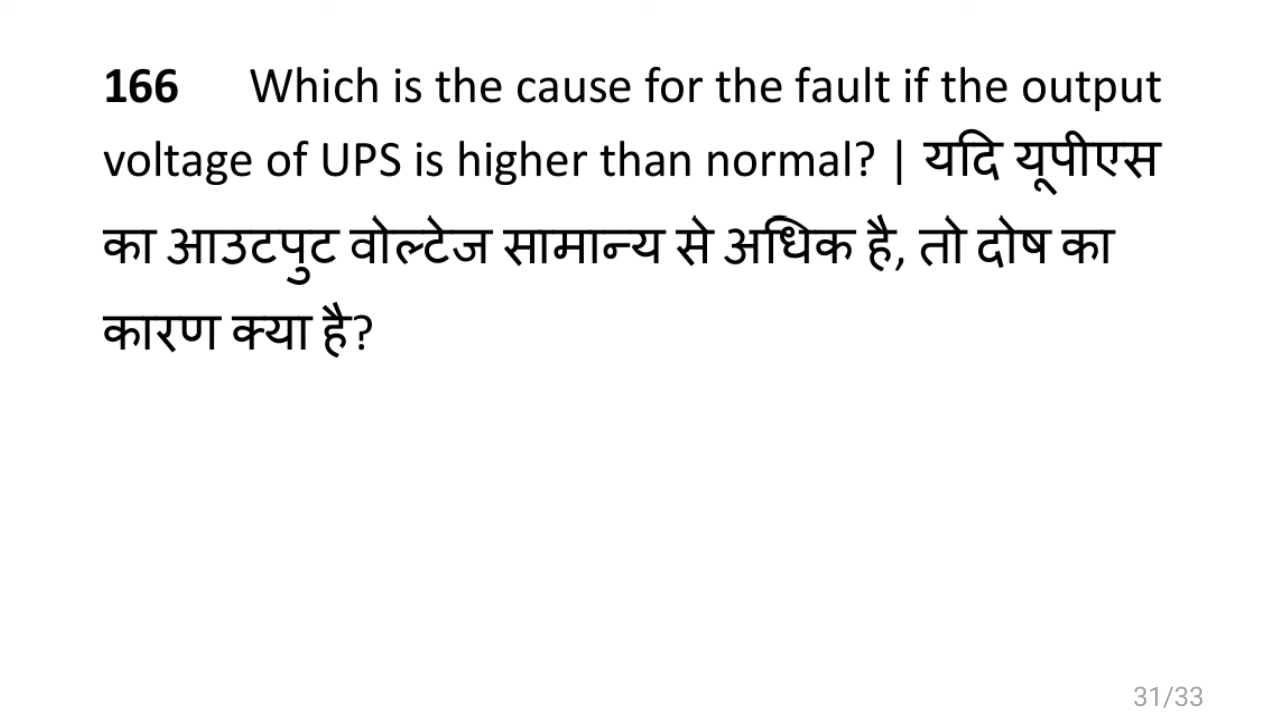 166 Which is the cause for the fault if the output
voltage of UPS is higher than normal? | यदि यूपीएस
का आउटपुट वोल्टेज सामान्य से अधिक है, तो दोष का
कारण क्या है?
31/33